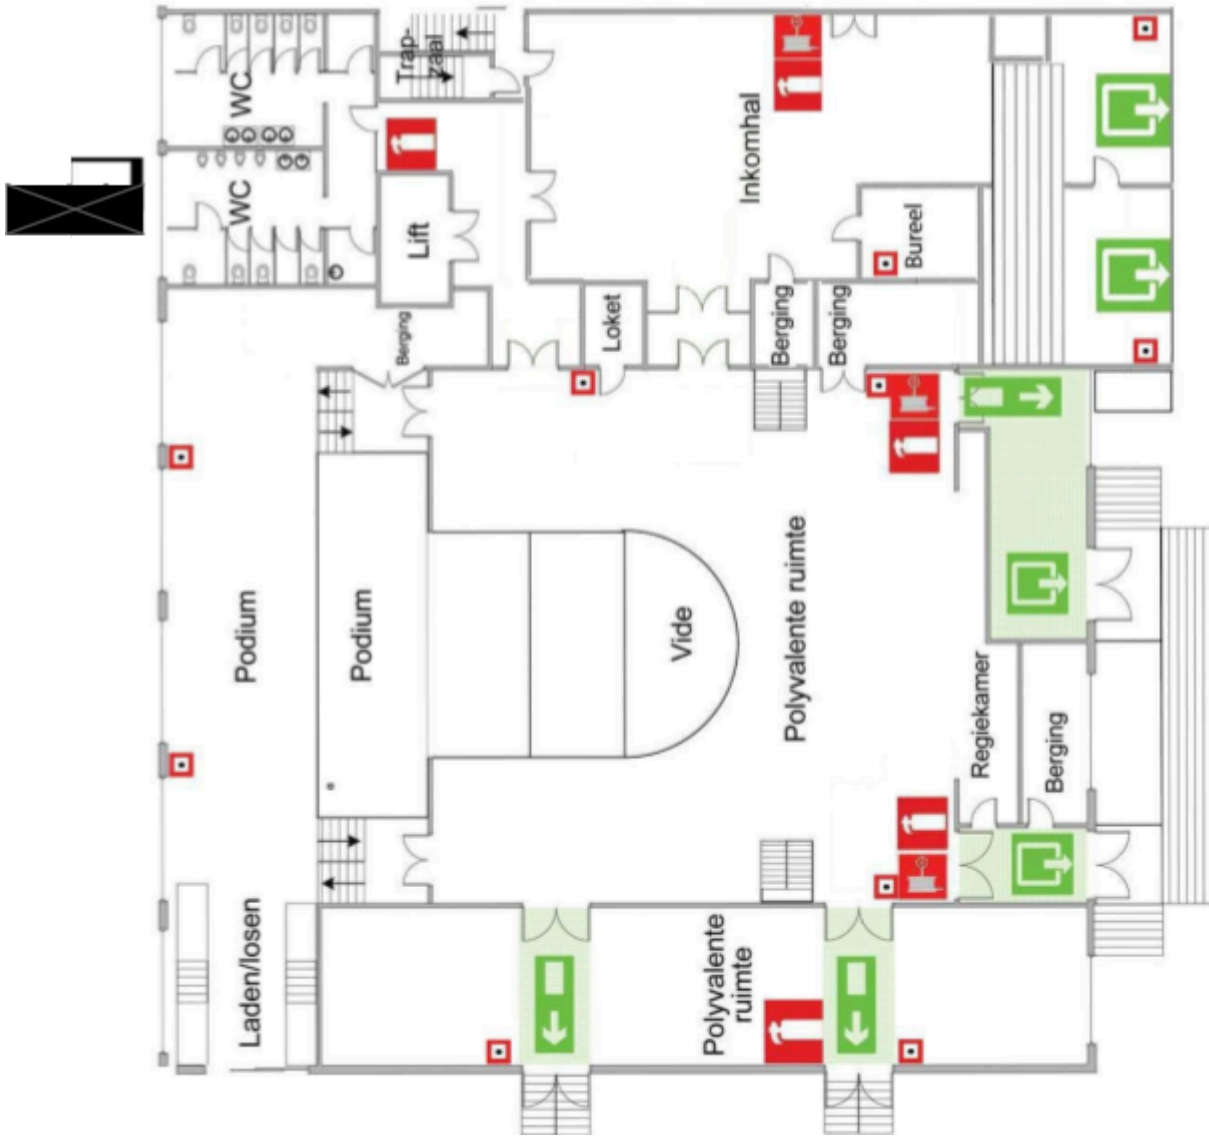 Trap-
zaal
WC
WC
Lift
Berging
Loket
Inkomhal
Bureel
Berging
Berging
Podium
Podium
Vide
Polyvalente ruimte
Regiekamer
Berging
Laden/losen
Polyvalente
ruimte